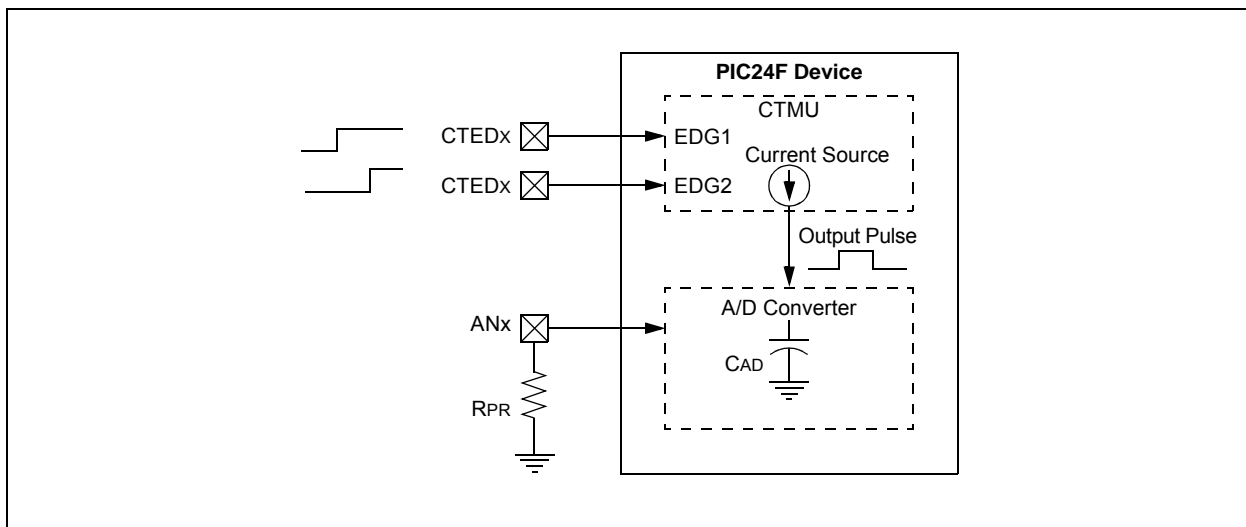 PIC24F Device
CTMU
CTEDX EDG1
Current Source
CTEDX EDG2
Output Pulse
A/D Converter
ANx
CAD
RPR